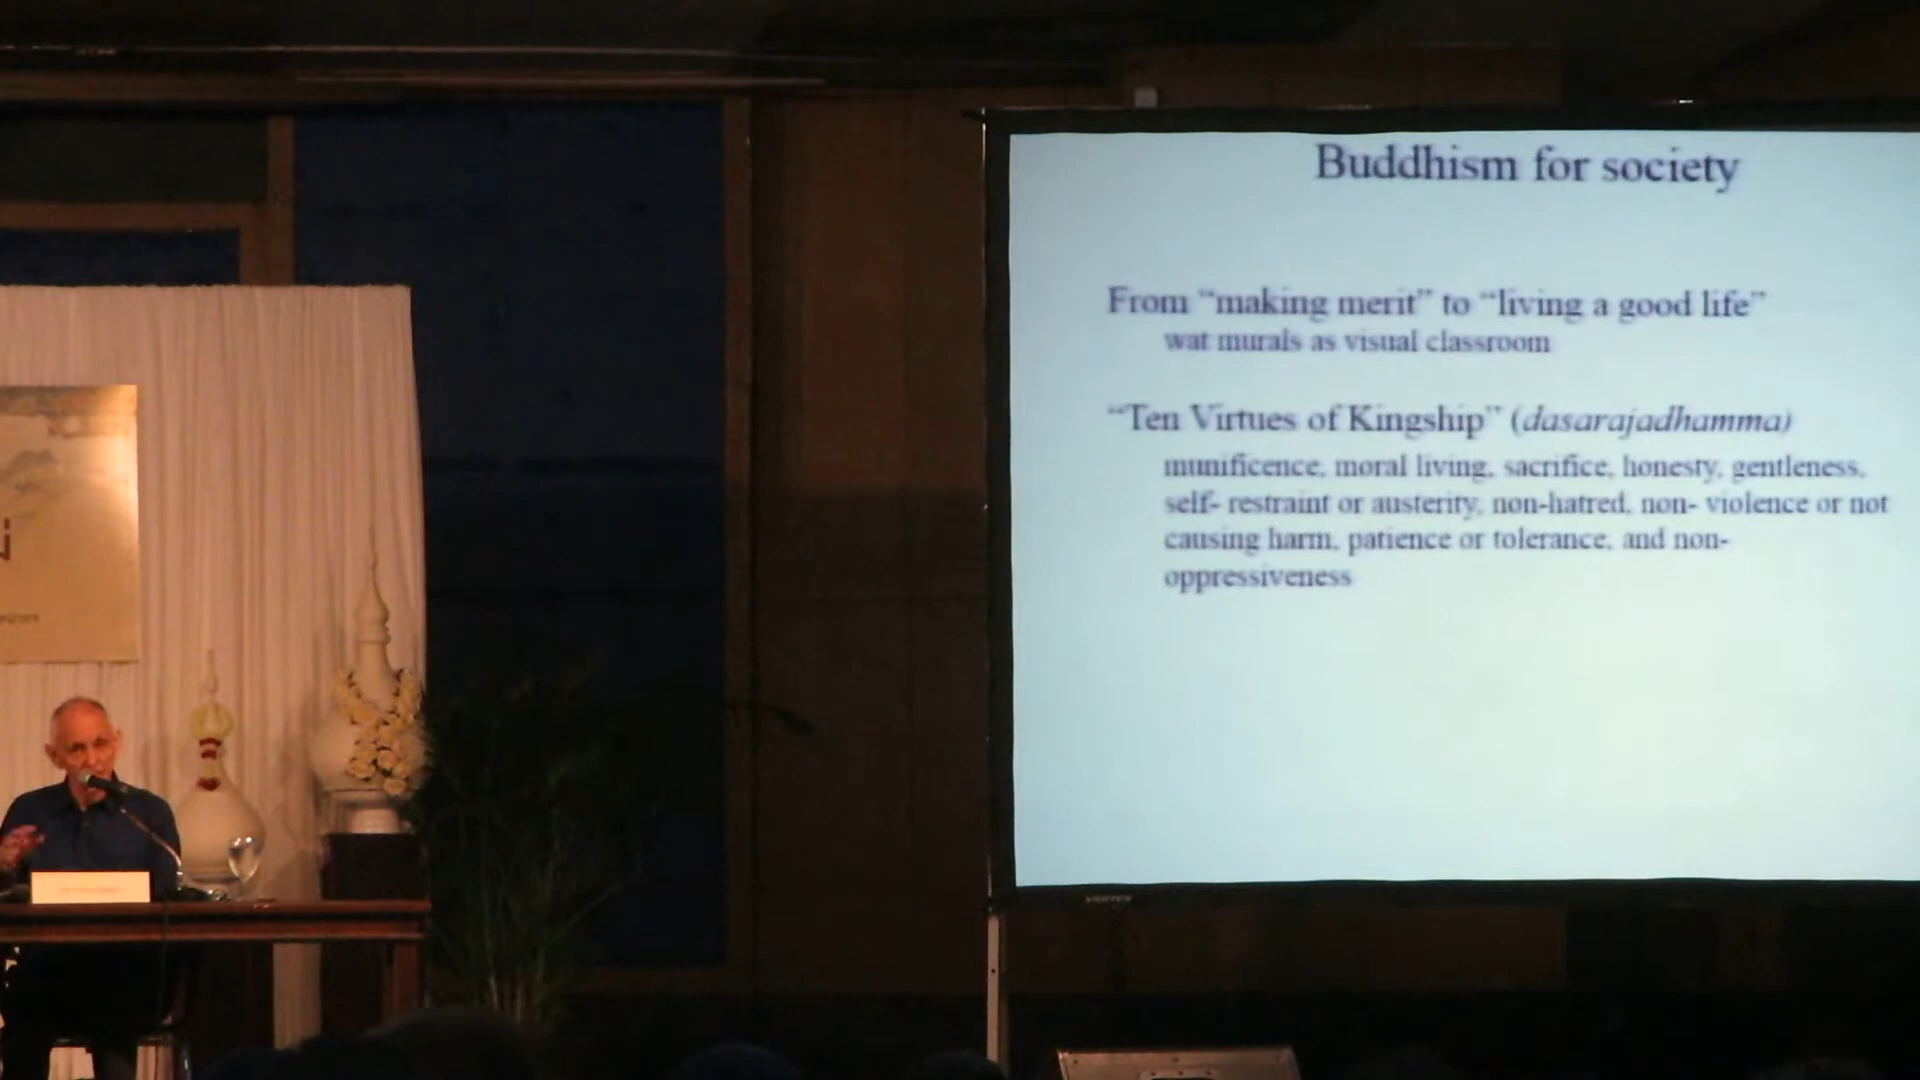 Buddhism for society
From “making merit” to “living a good life”
wat murals as visual classroom
“Ten Virtues of Kingship” (dasarajadhamma)
munificence, moral living, sacrifice, honesty, gentleness,
self- restraint or austerity, non-hatred, non- violence or not
causing harm, patience or tolerance, and non-
oppressiveness